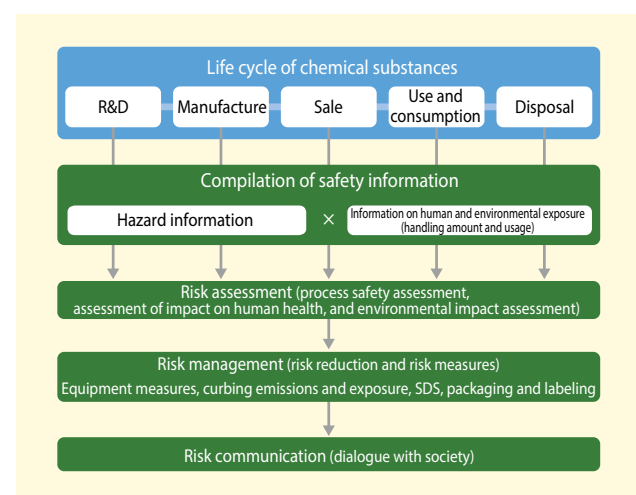 Life cycle of chemical substances
R&D
Manufacture
Sale
Use and
consumption
Disposal
Compilation of safety information
Hazard information
×
Information on human and environmental exposure
(handling amount and usage)
Risk assessment (process safety assessment,
assessment of impact on human health, and environmental impact assessment)
Risk management (risk reduction and risk measures)
Equipment measures, curbing emissions and exposure, SDS, packaging and labeling
Risk communication (dialogue with society)